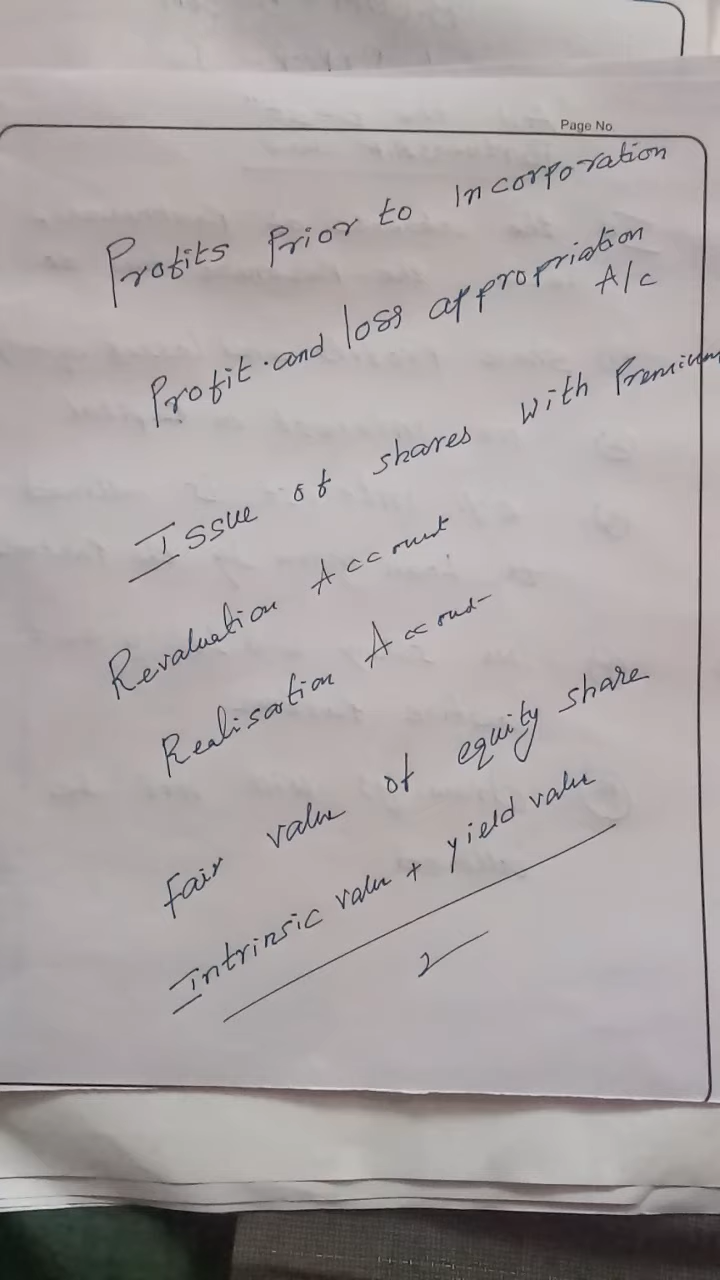 Page No
Profits Prior to Incorporation
Profit and loss appropriation
A/c
Issue of shares with Premium
Revaluation Account
Realisation Account
Fair value of equity share
Intrinsic value + yield value
2